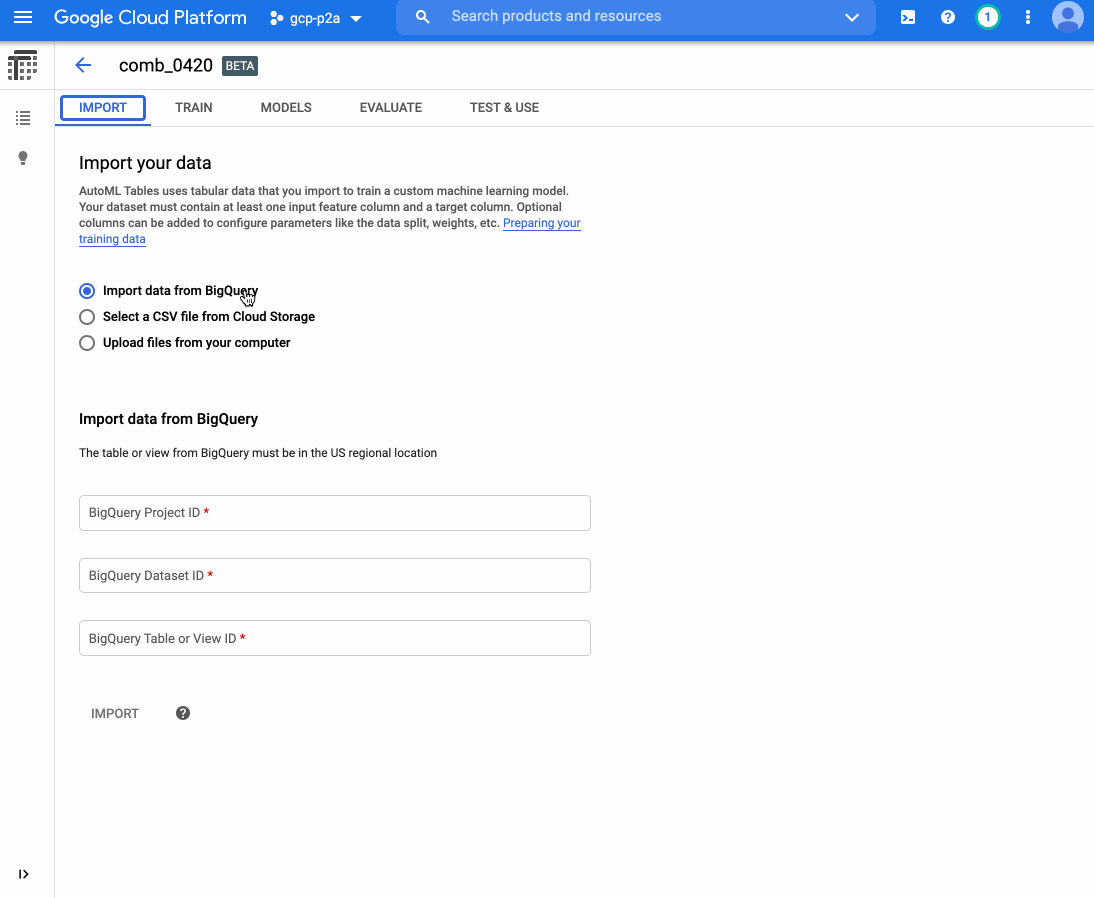 Google Cloud Platform gcp-p2a Search products and resources 1
comb_0420 BETA
IMPORT TRAIN MODELS EVALUATE TEST & USE
Import your data
AutoML Tables uses tabular data that you import to train a custom machine learning model.
Your dataset must contain at least one input feature column and a target column. Optional
columns can be added to configure parameters like the data split, weights, etc. Preparing your
training data
Import data from BigQuery
Select a CSV file from Cloud Storage
Upload files from your computer
Import data from BigQuery
The table or view from BigQuery must be in the US regional location
BigQuery Project ID *
BigQuery Dataset ID *
BigQuery Table or View ID *
IMPORT ?